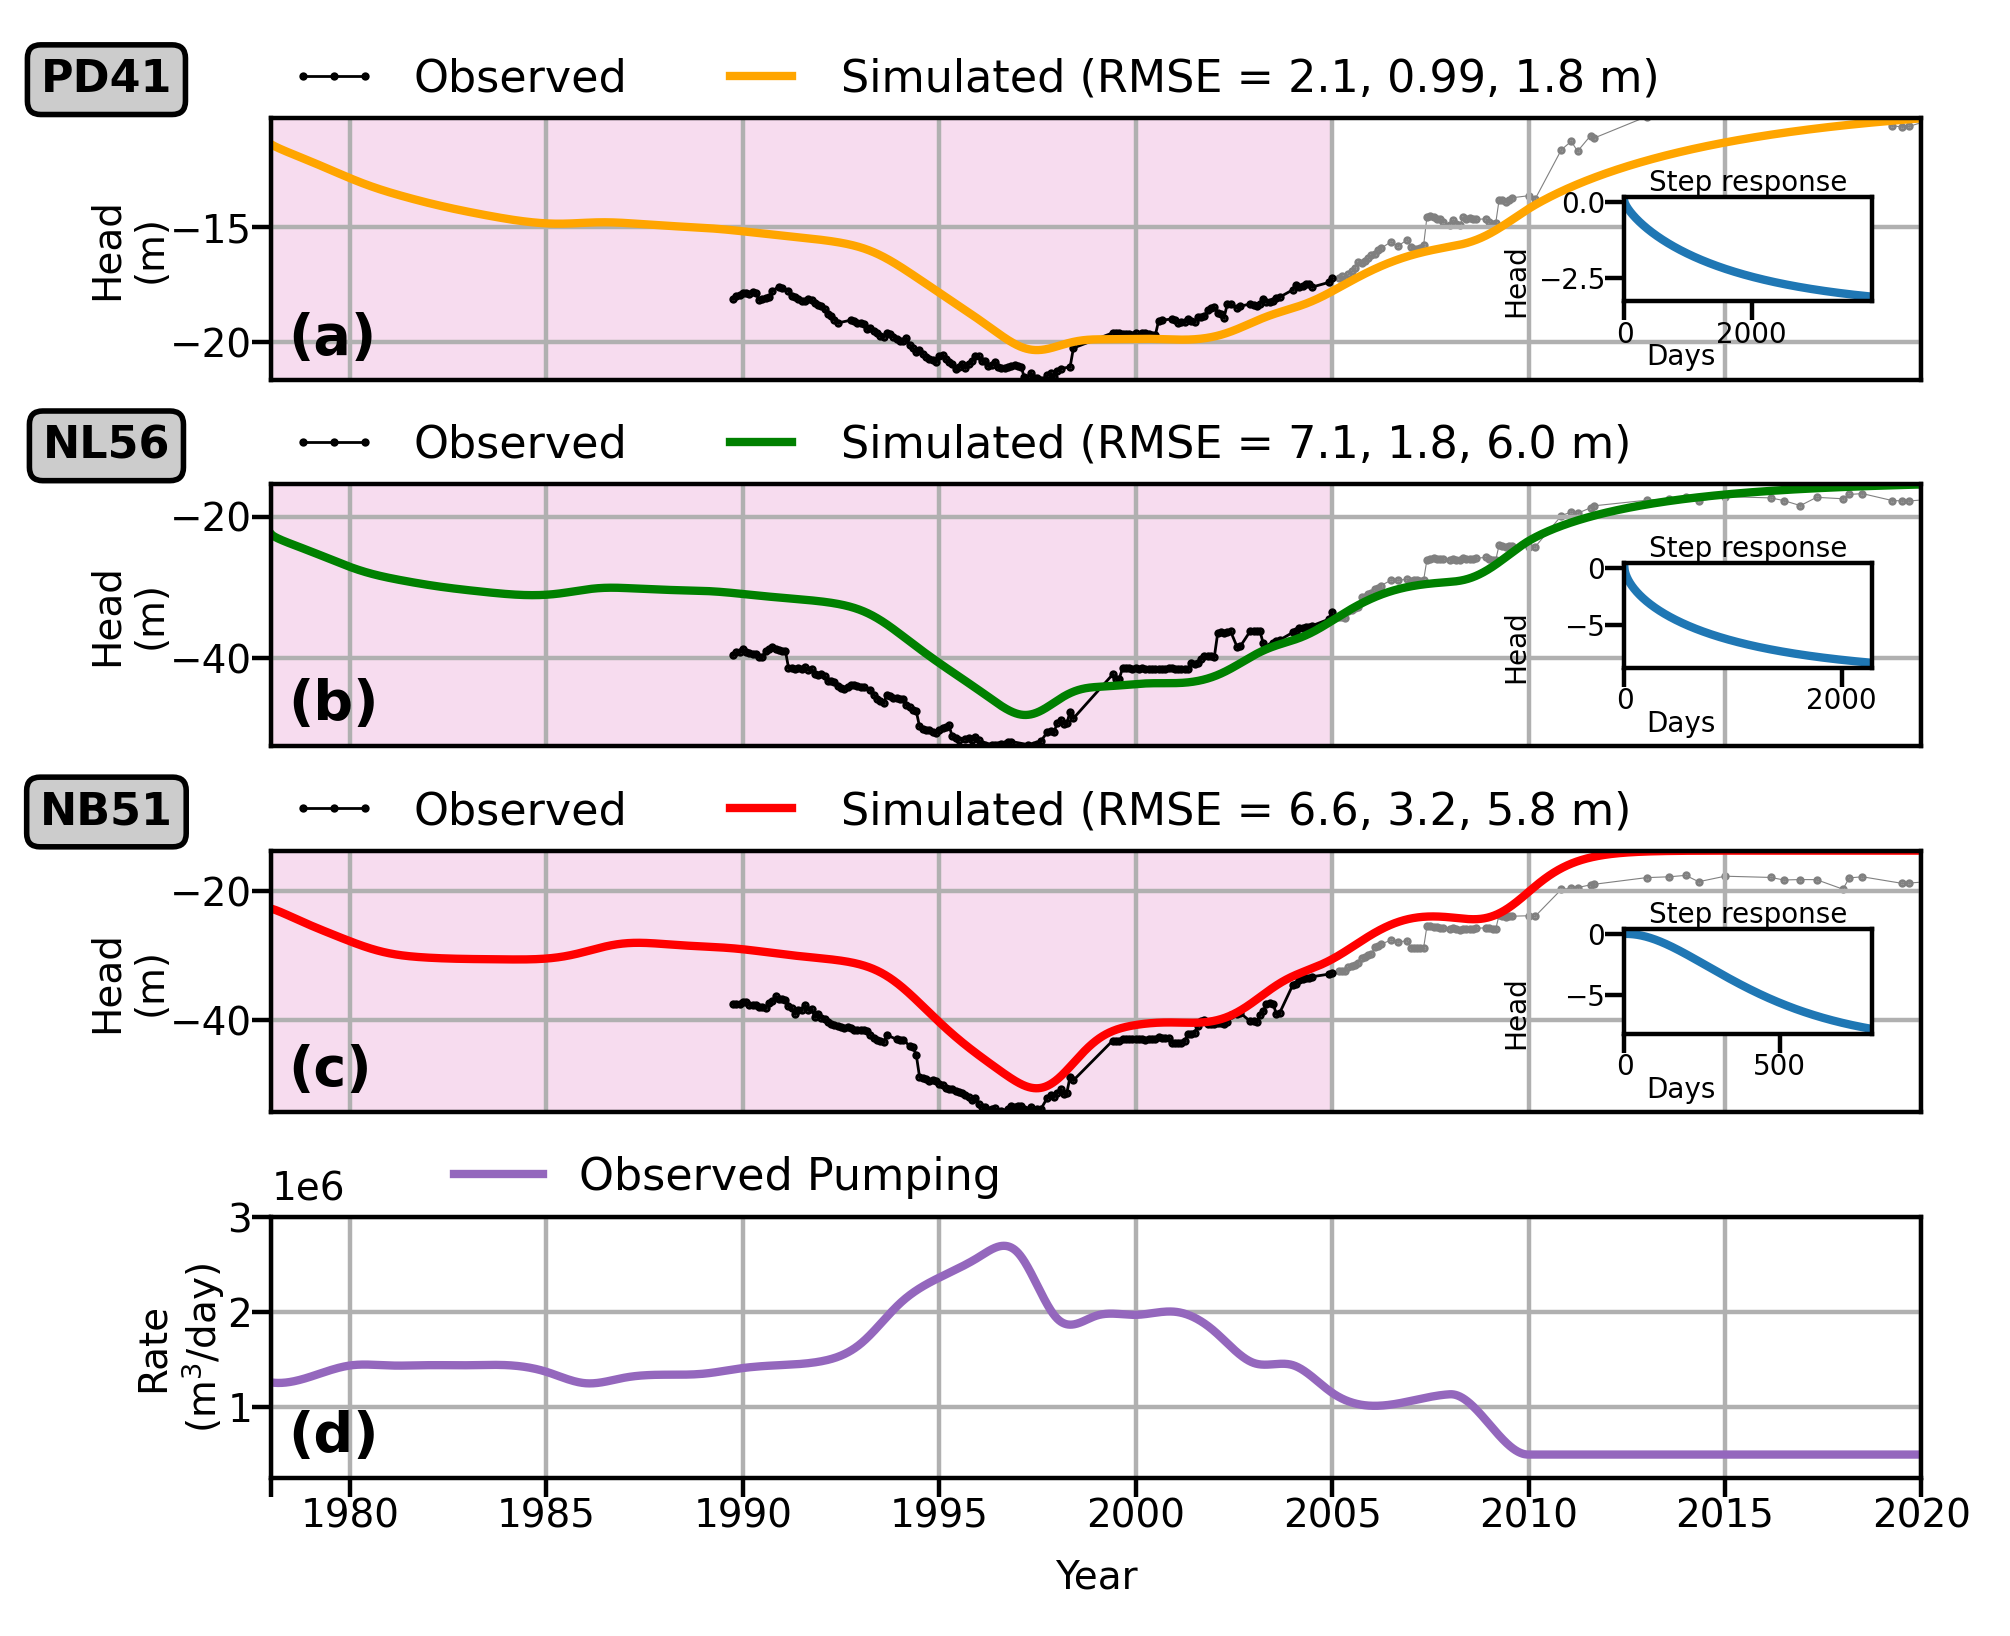 PD41
Observed
Simulated (RMSE = 2.1, 0.99, 1.8 m)
Head
(m)
−15
−20
(a)
Step response
0.0
−2.5
Head
0
2000
Days
NL56
Observed
Simulated (RMSE = 7.1, 1.8, 6.0 m)
Head
(m)
−20
−40
(b)
Step response
0
−5
Head
0
2000
Days
NB51
Observed
Simulated (RMSE = 6.6, 3.2, 5.8 m)
Head
(m)
−20
−40
(c)
Step response
0
−5
Head
0
500
Days
1e6
Observed Pumping
Rate
(m³/day)
3
2
1
(d)
1980 1985 1990 1995 2000 2005 2010 2015 2020
Year